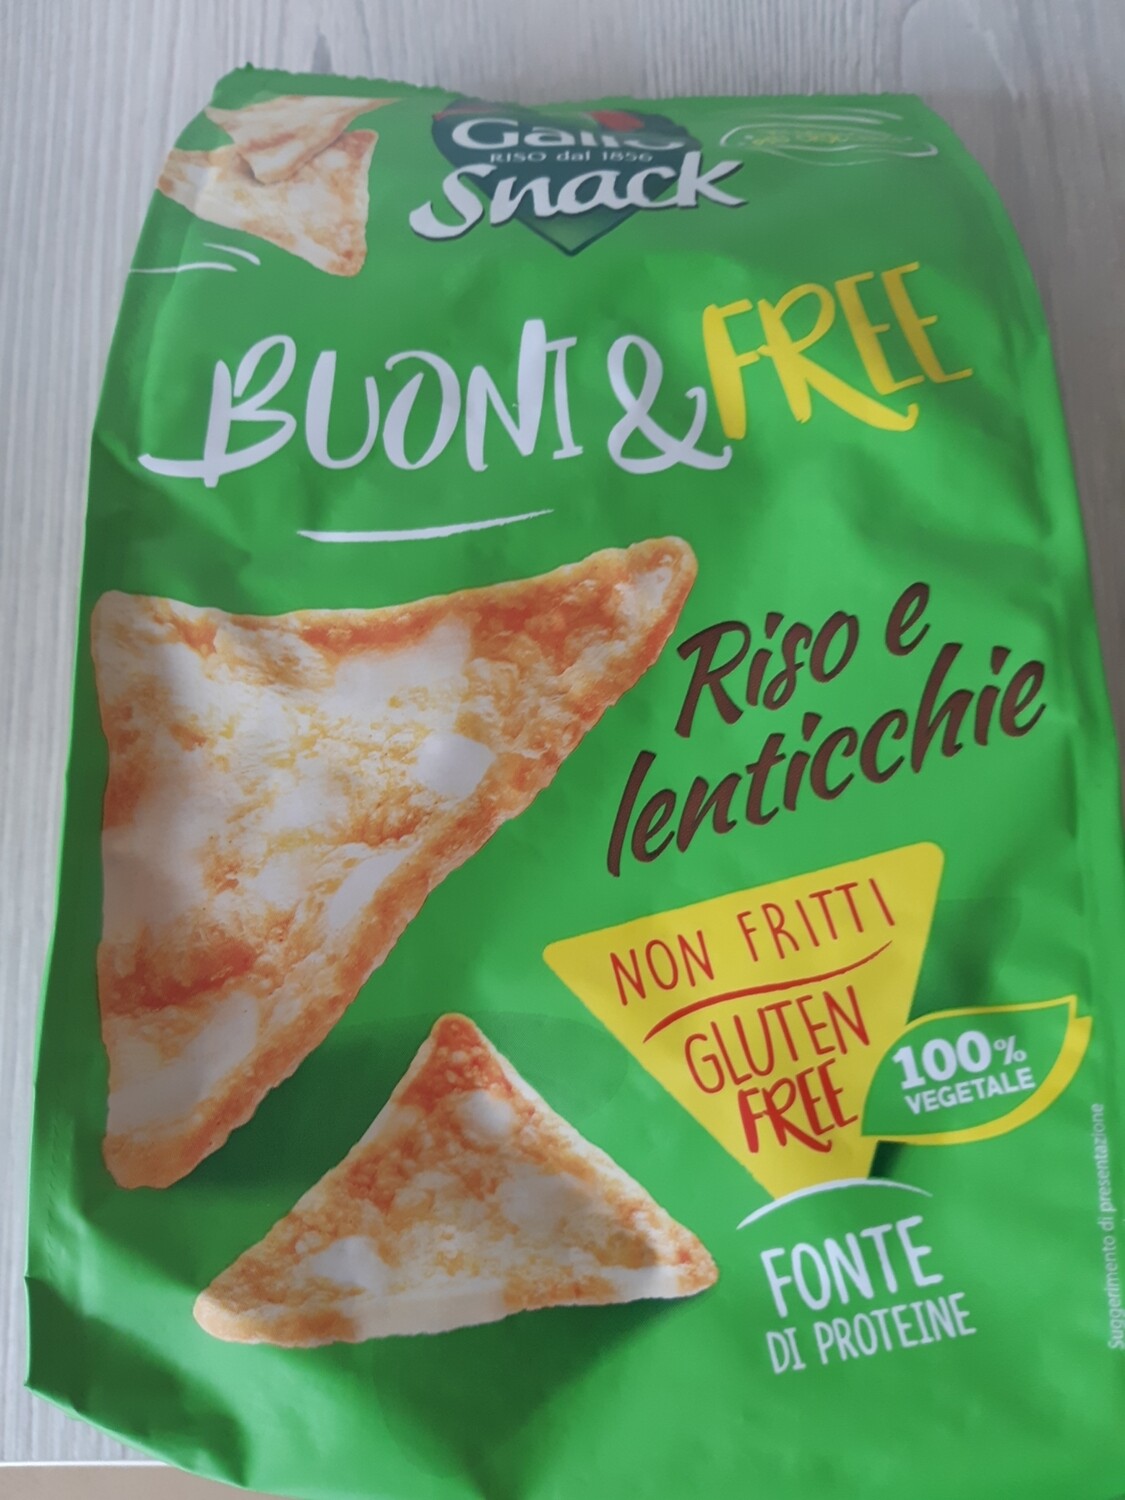 Gallo
RISO dal 1856
Snack
BUONI & FREE
Riso e
lenticchie
NON FRITTI
GLUTEN
FREE
100%
VEGETALE
FONTE
DI PROTEINE
Suggerimento di presentazione